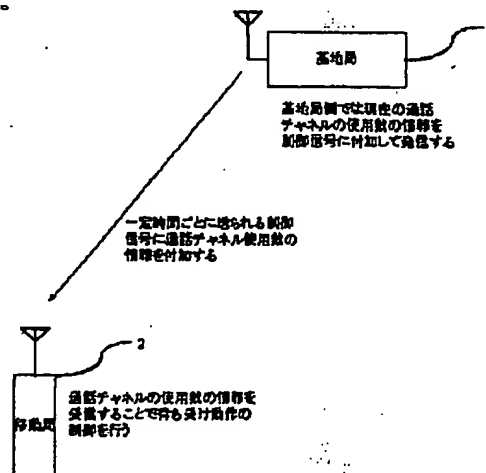 基地局
基地局側では現在の通話
チャネルの使用数の情報を
制御信号に付加して発信する
一定時間ごとに送られる制御
信号に通話チャネル使用数の
情報を付加する
2
移動局
通話チャネルの使用数の情報を
受信することで待ち受け動作の
制御を行う